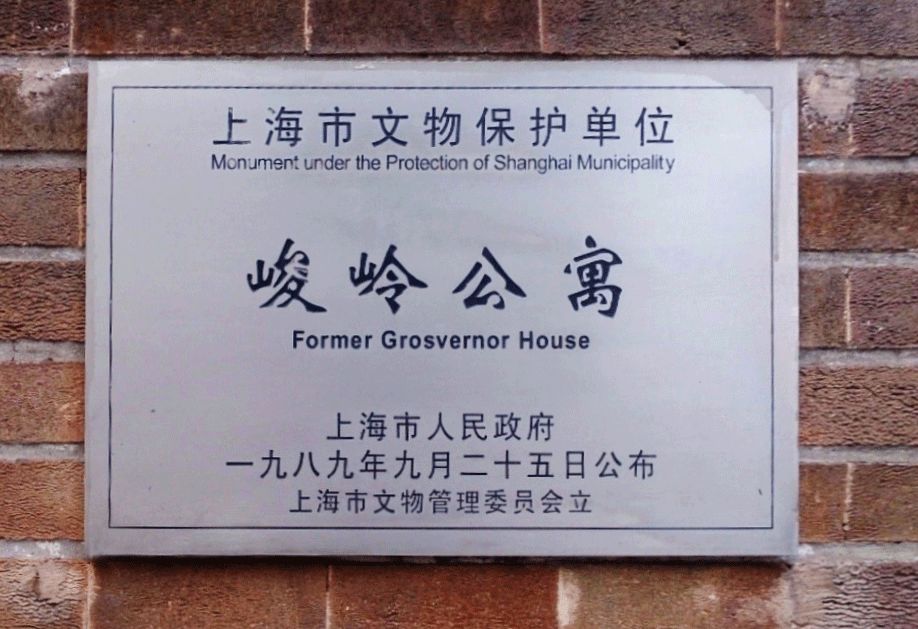 上海市文物保护单位
Monument under the Protection of Shanghai Municipality
峻岭公寓
Former Grosvernor House
上海市人民政府
一九八九年九月二十五日公布
上海市文物管理委员会立